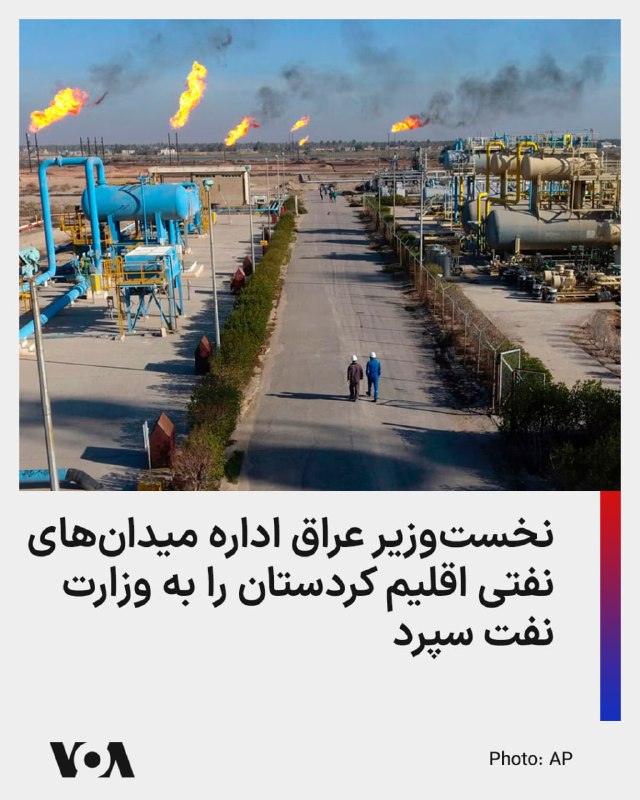 نخست‌وزیر عراق اداره میدان‌های
نفتی اقلیم کردستان را به وزارت
نفت سپرد
VOA
Photo: AP